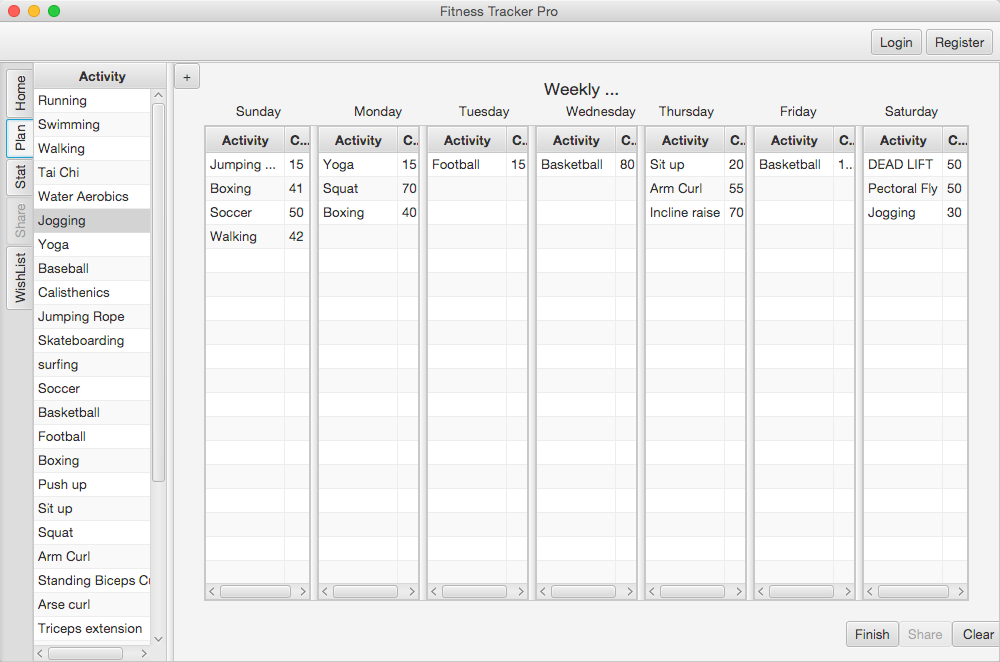 Fitness Tracker Pro
Login Register
Home
Plan
Stat
Share
WishList
Activity
Running
Swimming
Walking
Tai Chi
Water Aerobics
Jogging
Yoga
Baseball
Calisthenics
Jumping Rope
Skateboarding
surfing
Soccer
Basketball
Football
Boxing
Push up
Sit up
Squat
Arm Curl
Standing Biceps Cu
Arse curl
Triceps extension
+
Weekly ...
Sunday Monday Tuesday Wednesday Thursday Friday Saturday
Activity C... Activity C... Activity C... Activity C... Activity C... Activity C... Activity C...
Jumping ... 15 Yoga 15 Football 15 Basketball 80 Sit up 20 Basketball 1... DEAD LIFT 50
Boxing 41 Squat 70 Arm Curl 55 Pectoral Fly 50
Soccer 50 Boxing 40 Incline raise 70 Jogging 30
Walking 42
Finish Share Clear